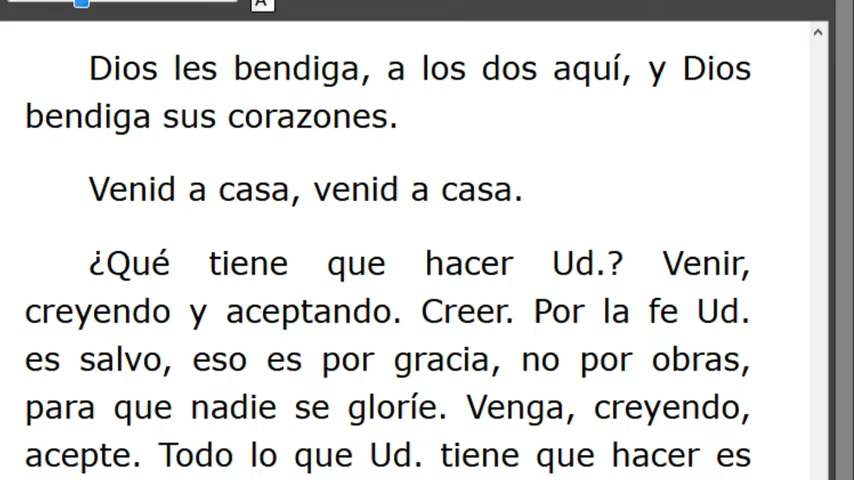 A
Dios les bendiga, a los dos aquí, y Dios
bendiga sus corazones.
Venid a casa, venid a casa.
¿Qué tiene que hacer Ud.? Venir,
creyendo y aceptando. Creer. Por la fe Ud.
es salvo, eso es por gracia, no por obras,
para que nadie se gloríe. Venga, creyendo,
acepte. Todo lo que Ud. tiene que hacer es